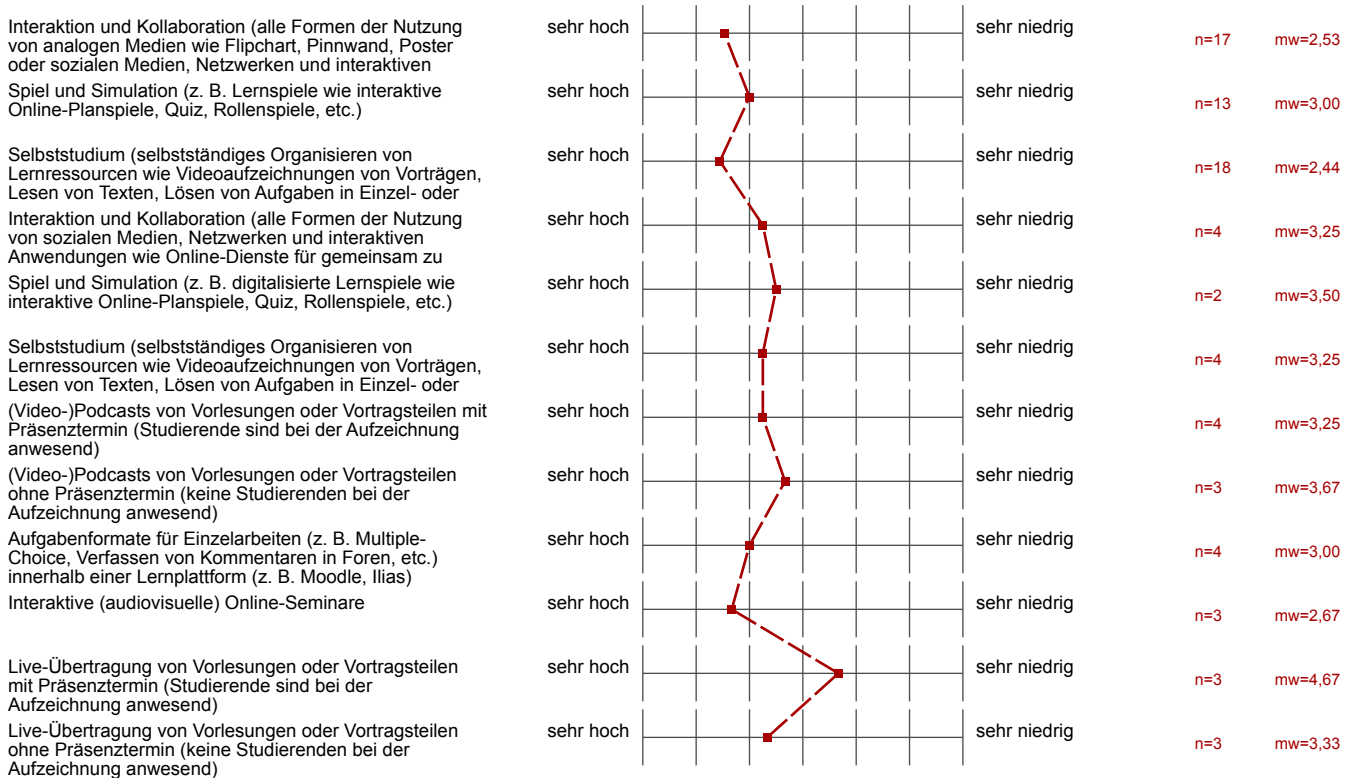 Interaktion und Kollaboration (alle Formen der Nutzung
von analogen Medien wie Flipchart, Pinnwand, Poster
oder sozialen Medien, Netzwerken und interaktiven
sehr hoch
sehr niedrig
n=17
mw=2,53
Spiel und Simulation (z. B. Lernspiele wie interaktive
Online-Planspiele, Quiz, Rollenspiele, etc.)
sehr hoch
sehr niedrig
n=13
mw=3,00
Selbststudium (selbstständiges Organisieren von
Lernressourcen wie Videoaufzeichnungen von Vorträgen,
Lesen von Texten, Lösen von Aufgaben in Einzel- oder
sehr hoch
sehr niedrig
n=18
mw=2,44
Interaktion und Kollaboration (alle Formen der Nutzung
von sozialen Medien, Netzwerken und interaktiven
Anwendungen wie Online-Dienste für gemeinsam zu
sehr hoch
sehr niedrig
n=4
mw=3,25
Spiel und Simulation (z. B. digitalisierte Lernspiele wie
interaktive Online-Planspiele, Quiz, Rollenspiele, etc.)
sehr hoch
sehr niedrig
n=2
mw=3,50
Selbststudium (selbstständiges Organisieren von
Lernressourcen wie Videoaufzeichnungen von Vorträgen,
Lesen von Texten, Lösen von Aufgaben in Einzel- oder
sehr hoch
sehr niedrig
n=4
mw=3,25
(Video-)Podcasts von Vorlesungen oder Vortragsteilen mit
Präsenztermin (Studierende sind bei der Aufzeichnung
anwesend)
sehr hoch
sehr niedrig
n=4
mw=3,25
(Video-)Podcasts von Vorlesungen oder Vortragsteilen
ohne Präsenztermin (keine Studierenden bei der
Aufzeichnung anwesend)
sehr hoch
sehr niedrig
n=3
mw=3,67
Aufgabenformate für Einzelarbeiten (z. B. Multiple-
Choice, Verfassen von Kommentaren in Foren, etc.)
innerhalb einer Lernplattform (z. B. Moodle, Ilias)
sehr hoch
sehr niedrig
n=4
mw=3,00
Interaktive (audiovisuelle) Online-Seminare
sehr hoch
sehr niedrig
n=3
mw=2,67
Live-Übertragung von Vorlesungen oder Vortragsteilen
mit Präsenztermin (Studierende sind bei der
Aufzeichnung anwesend)
sehr hoch
sehr niedrig
n=3
mw=4,67
Live-Übertragung von Vorlesungen oder Vortragsteilen
ohne Präsenztermin (keine Studierenden bei der
Aufzeichnung anwesend)
sehr hoch
sehr niedrig
n=3
mw=3,33